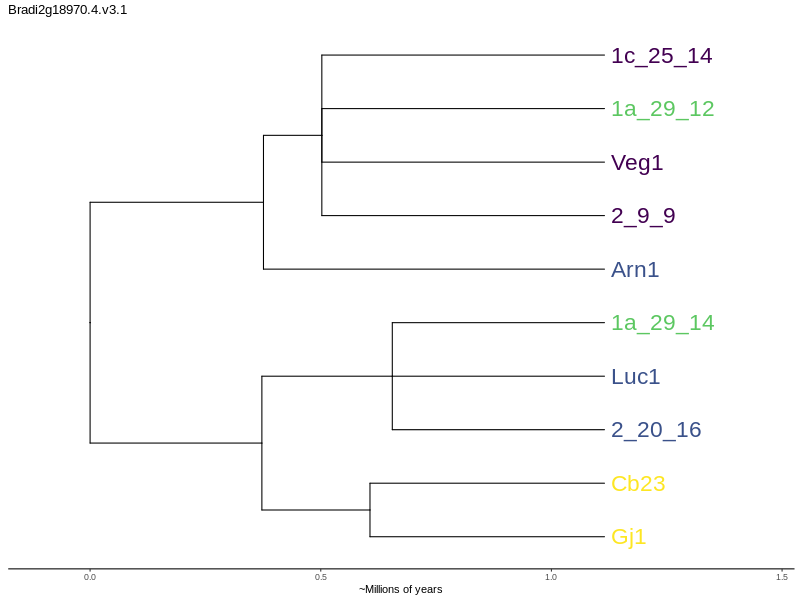 Bradi2g18970.4.v3.1
1c_25_14
1a_29_12
Veg1
2_9_9
Arn1
1a_29_14
Luc1
2_20_16
Cb23
Gj1
0.0 0.5 1.0 1.5
~Millions of years